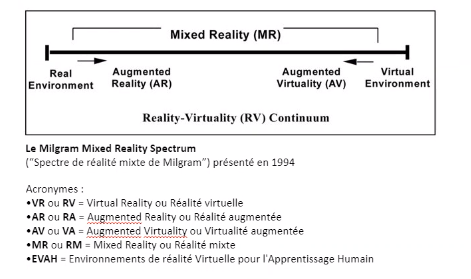 Mixed Reality (MR)
Real Environment
Augmented Reality (AR)
Augmented Virtuality (AV)
Virtual Environment
Reality-Virtuality (RV) Continuum
Le Milgram Mixed Reality Spectrum
("Spectre de réalité mixte de Milgram") présenté en 1994
Acronymes :
•VR ou RV = Virtual Reality ou Réalité virtuelle
•AR ou RA = Augmented Reality ou Réalité augmentée
•AV ou VA = Augmented Virtuality ou Virtualité augmentée
•MR ou RM = Mixed Reality ou Réalité mixte
•EVAH = Environnements de réalité Virtuelle pour l'Apprentissage Humain